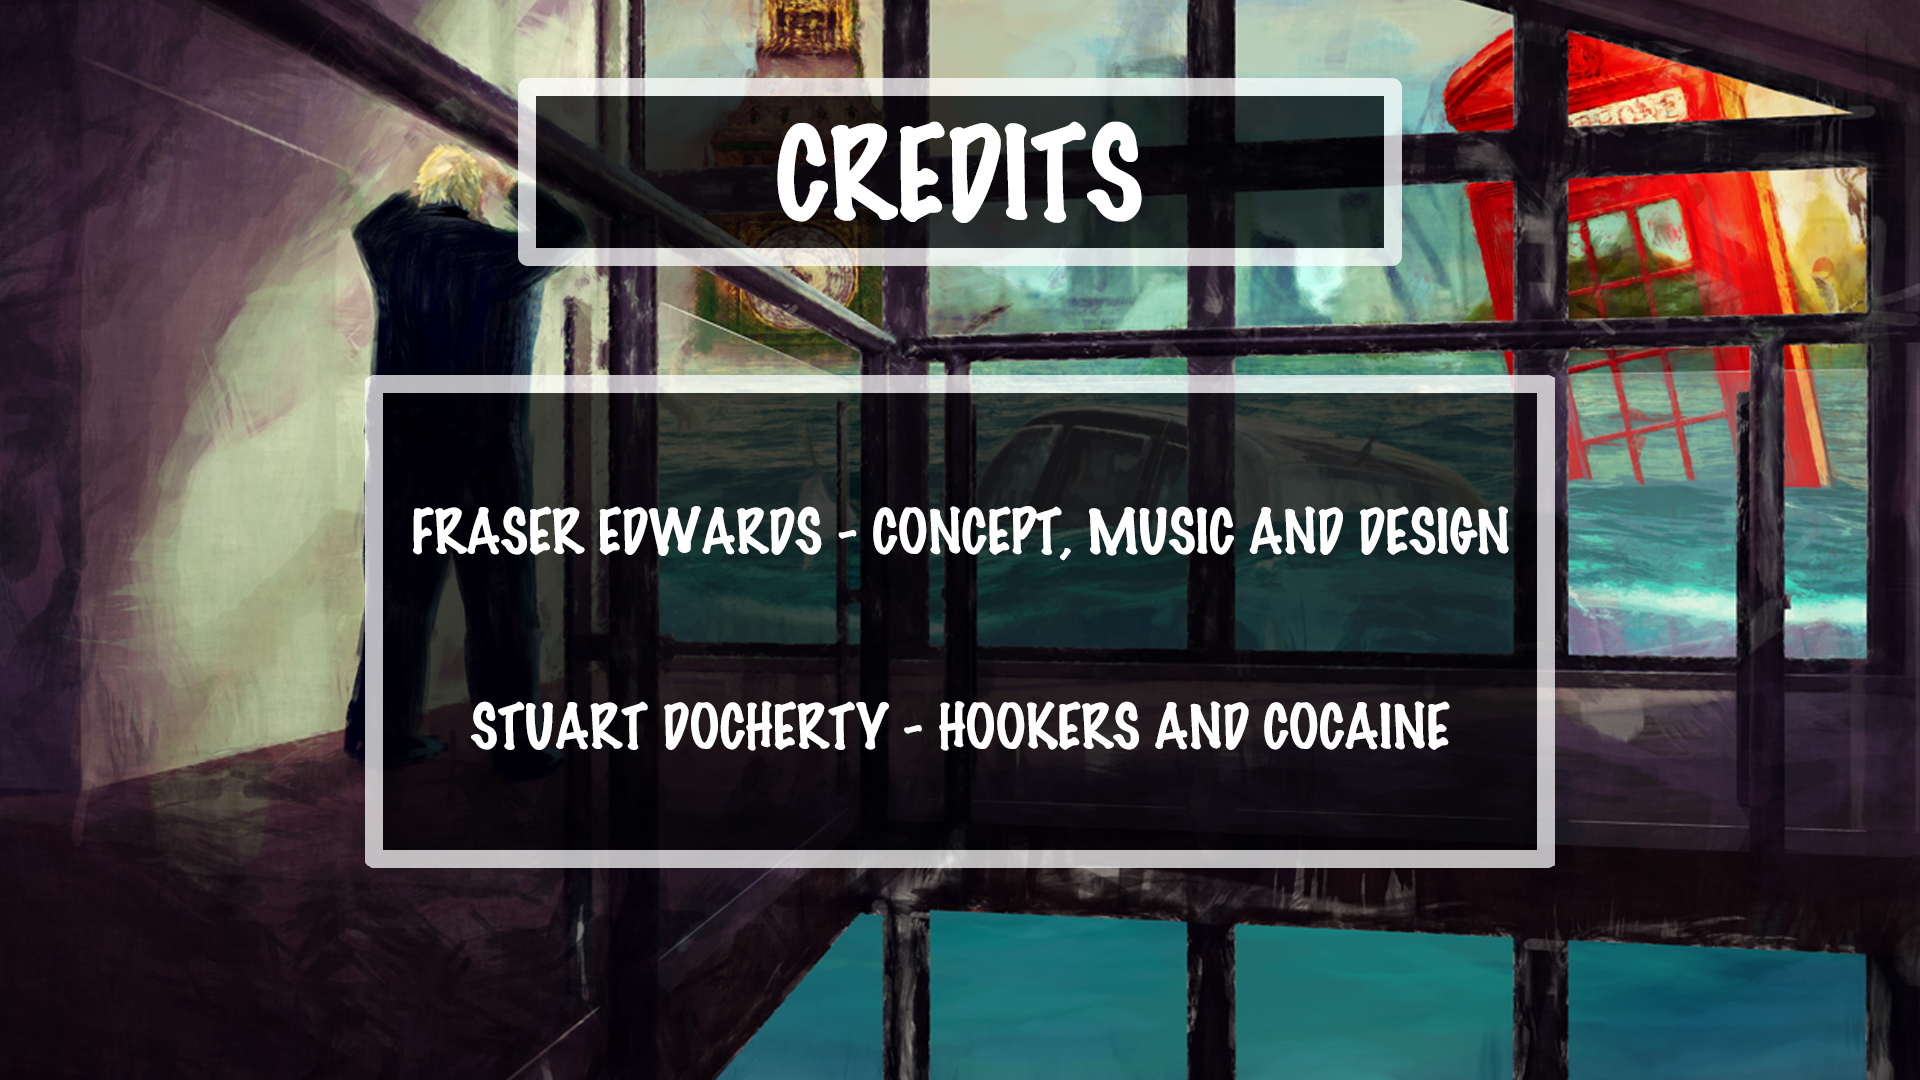 CREDITS
FRASER EDWARDS - CONCEPT, MUSIC AND DESIGN
STUART DOCHERTY - HOOKERS AND COCAINE